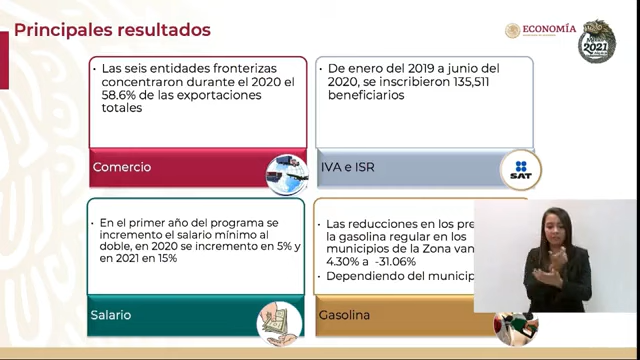 Principales resultados
ECONOMÍA
México
2021
• Las seis entidades fronterizas
concentraron durante el 2020 el
58.6% de las exportaciones
totales
Comercio
• De enero del 2019 a junio del
2020, se inscribieron 135,511
beneficiarios
IVA e ISR
SAT
• En el primer año del programa se
incremento el salario mínimo al
doble, en 2020 se incremento en 5% y
en 2021 en 15%
Salario
Las reducciones en los pre
la gasolina regular en los
municipios de la Zona van
4.30% a -31.06%
• Dependiendo del municip
Gasolina